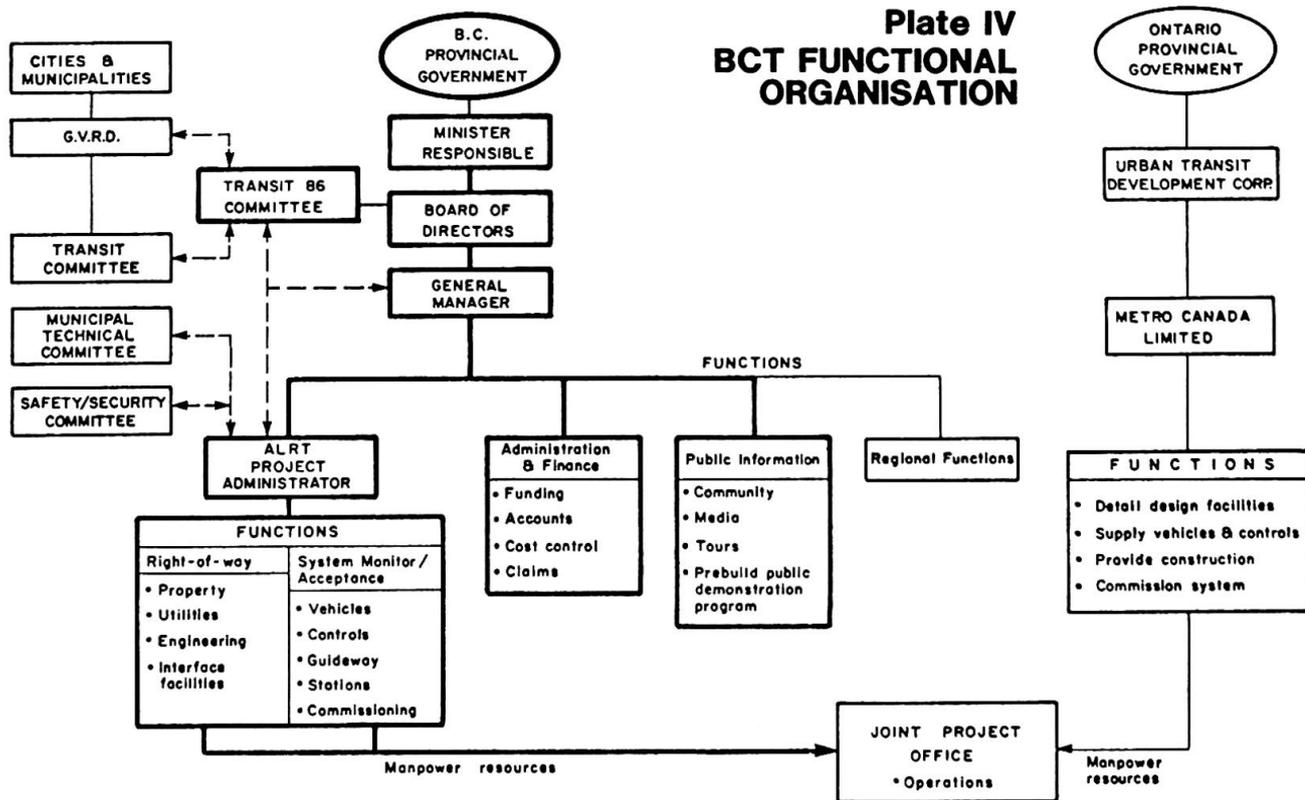 Plate IV
BCT FUNCTIONAL
ORGANISATION
CITIES &
MUNICIPALITIES
G.V.R.D.
TRANSIT
COMMITTEE
MUNICIPAL
TECHNICAL
COMMITTEE
SAFETY/SECURITY
COMMITTEE
TRANSIT 86
COMMITTEE
B.C.
PROVINCIAL
GOVERNMENT
MINISTER
RESPONSIBLE
BOARD OF
DIRECTORS
GENERAL
MANAGER
FUNCTIONS
ALRT
PROJECT
ADMINISTRATOR
FUNCTIONS
Right-of-way
• Property
• Utilities
• Engineering
• Interface
facilities
System Monitor/
Acceptance
• Vehicles
• Controls
• Guideway
• Stations
• Commissioning
Administration
& Finance
• Funding
• Accounts
• Cost control
• Claims
Public Information
• Community
• Media
• Tours
• Prebuild public
demonstration
program
Regional Functions
ONTARIO
PROVINCIAL
GOVERNMENT
URBAN TRANSIT
DEVELOPMENT CORP.
METRO CANADA
LIMITED
FUNCTIONS
• Detail design facilities
• Supply vehicles & controls
• Provide construction
• Commission system
Manpower resources
JOINT PROJECT
OFFICE
• Operations
Manpower
resources